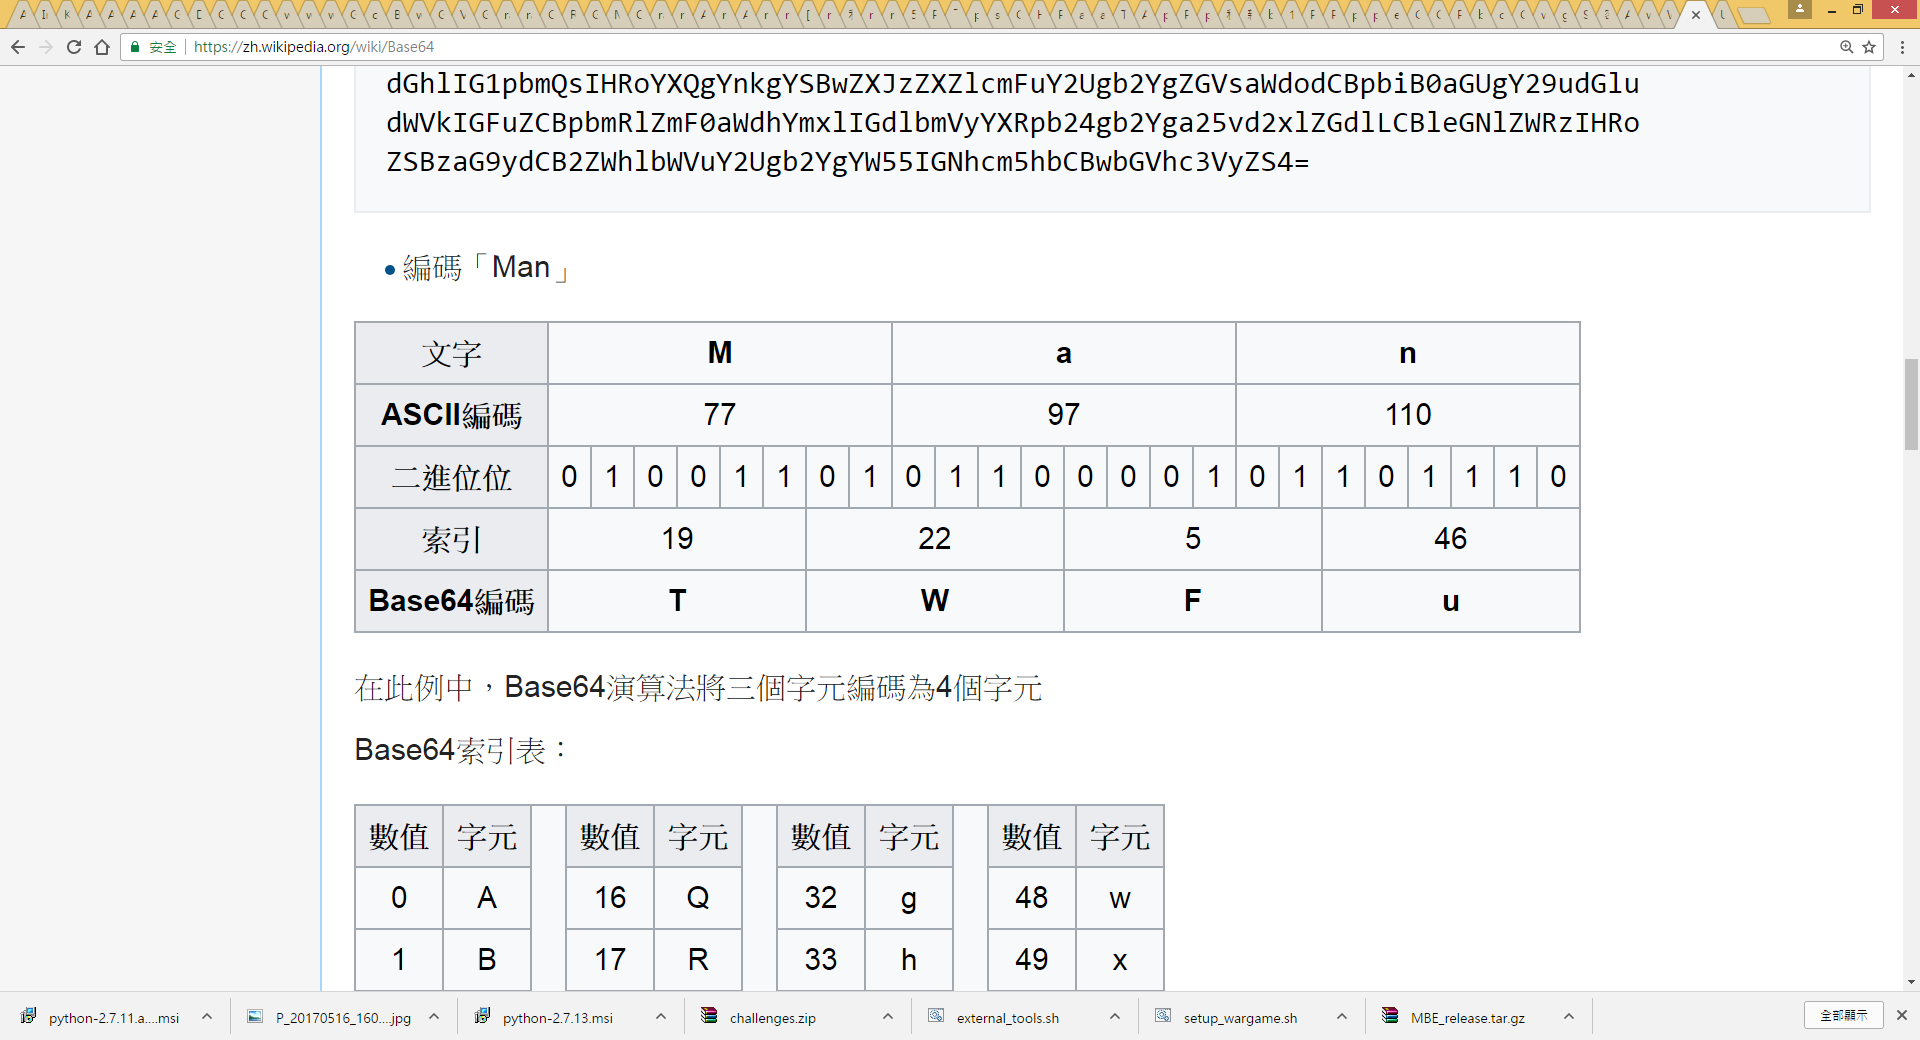 安全 https://zh.wikipedia.org/wiki/Base64
dGhlIG1pbmQsIHRoYXQgYnkgYSBwZXJzZXZlcmFuY2Ugb2YgZGVsaWdodCBpbiB0aGUgY29udGlu
dWVkIGFuZCBpbmRlZmF0aWdhYmxlIGdlbmVyYXRpb24gb2Yga25vd2xlZGdlLCBleGNlZWRzIHRo
ZSBzaG9ydCB2ZWhlbWVuY2Ugb2YgYW55IGNhcm5hbCBwbGVhc3VyZS4=
編碼「Man」
文字 M a n
ASCII編碼 77 97 110
二進位位 0 1 0 0 1 1 0 1 0 1 1 0 0 0 0 1 0 1 1 0 1 1 1 0
索引 19 22 5 46
Base64編碼 T W F u
在此例中，Base64演算法將三個字元編碼為4個字元
Base64索引表：
數值 字元 數值 字元 數值 字元 數值 字元
0 A 16 Q 32 g 48 w
1 B 17 R 33 h 49 x
python-2.7.11.a....msi P_20170516_160....jpg python-2.7.13.msi challenges.zip external_tools.sh setup_wargame.sh MBE_release.tar.gz 全部顯示